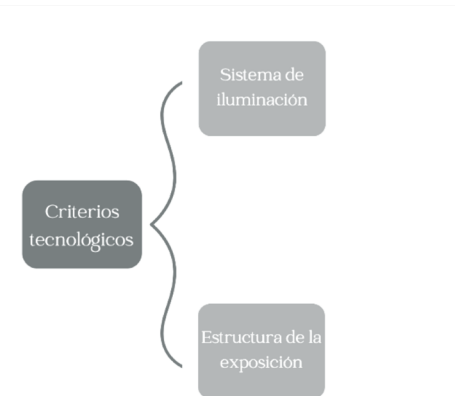 Sistema de
iluminación
Criterios
tecnológicos
Estructura de la
exposición